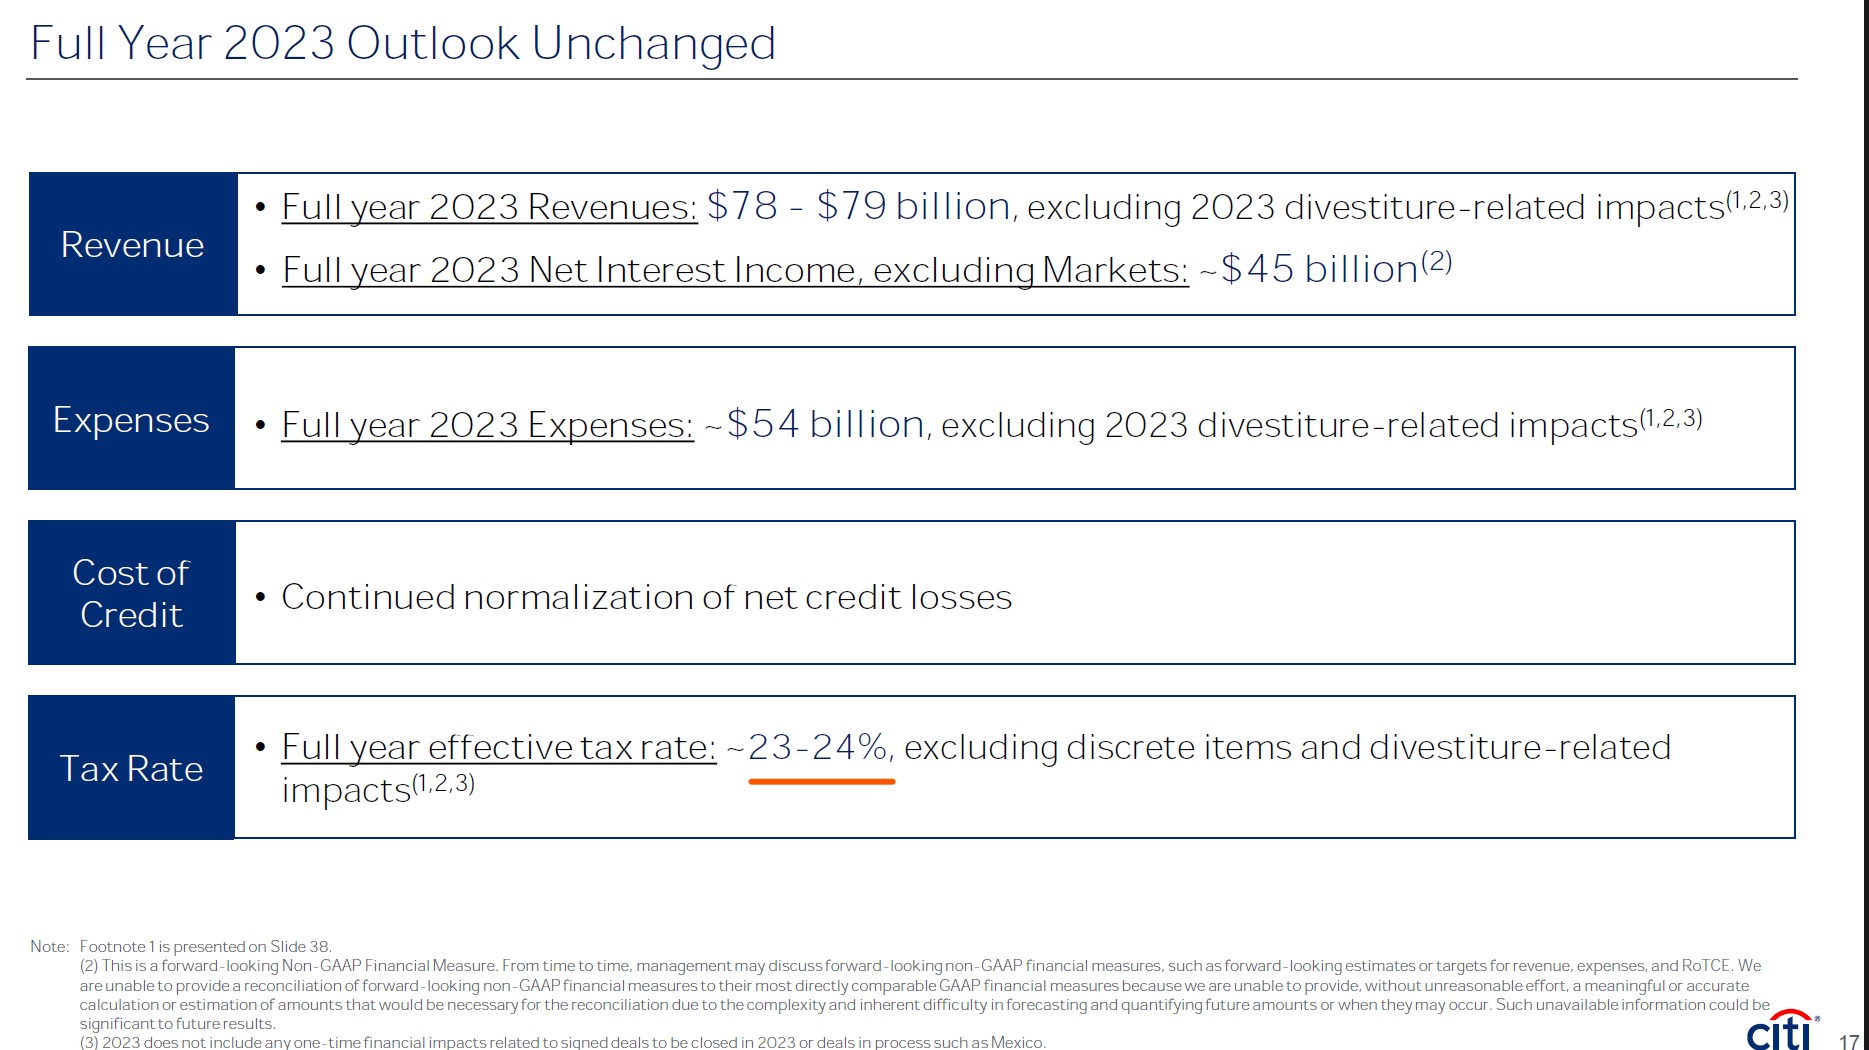 Full Year 2023 Outlook Unchanged
Revenue
• Full year 2023 Revenues: $78 - $79 billion, excluding 2023 divestiture-related impacts(1,2,3)
• Full year 2023 Net Interest Income, excluding Markets: ~$45 billion(2)
Expenses
• Full year 2023 Expenses: ~$54 billion, excluding 2023 divestiture-related impacts(1,2,3)
Cost of
Credit
• Continued normalization of net credit losses
Tax Rate
• Full year effective tax rate: ~23-24%, excluding discrete items and divestiture-related
impacts(1,2,3)
Note: Footnote 1 is presented on Slide 38.
(2) This is a forward-looking Non-GAAP Financial Measure. From time to time, management may discuss forward-looking non-GAAP financial measures, such as forward-looking estimates or targets for revenue, expenses, and RoTCE. We
are unable to provide a reconciliation of forward-looking non-GAAP financial measures to their most directly comparable GAAP financial measures because we are unable to provide, without unreasonable effort, a meaningful or accurate
calculation or estimation of amounts that would be necessary for the reconciliation due to the complexity and inherent difficulty in forecasting and quantifying future amounts or when they may occur. Such unavailable information could be
significant to future results.
(3) 2023 does not include any one-time financial impacts related to signed deals to be closed in 2023 or deals in process such as Mexico.
citi®
17